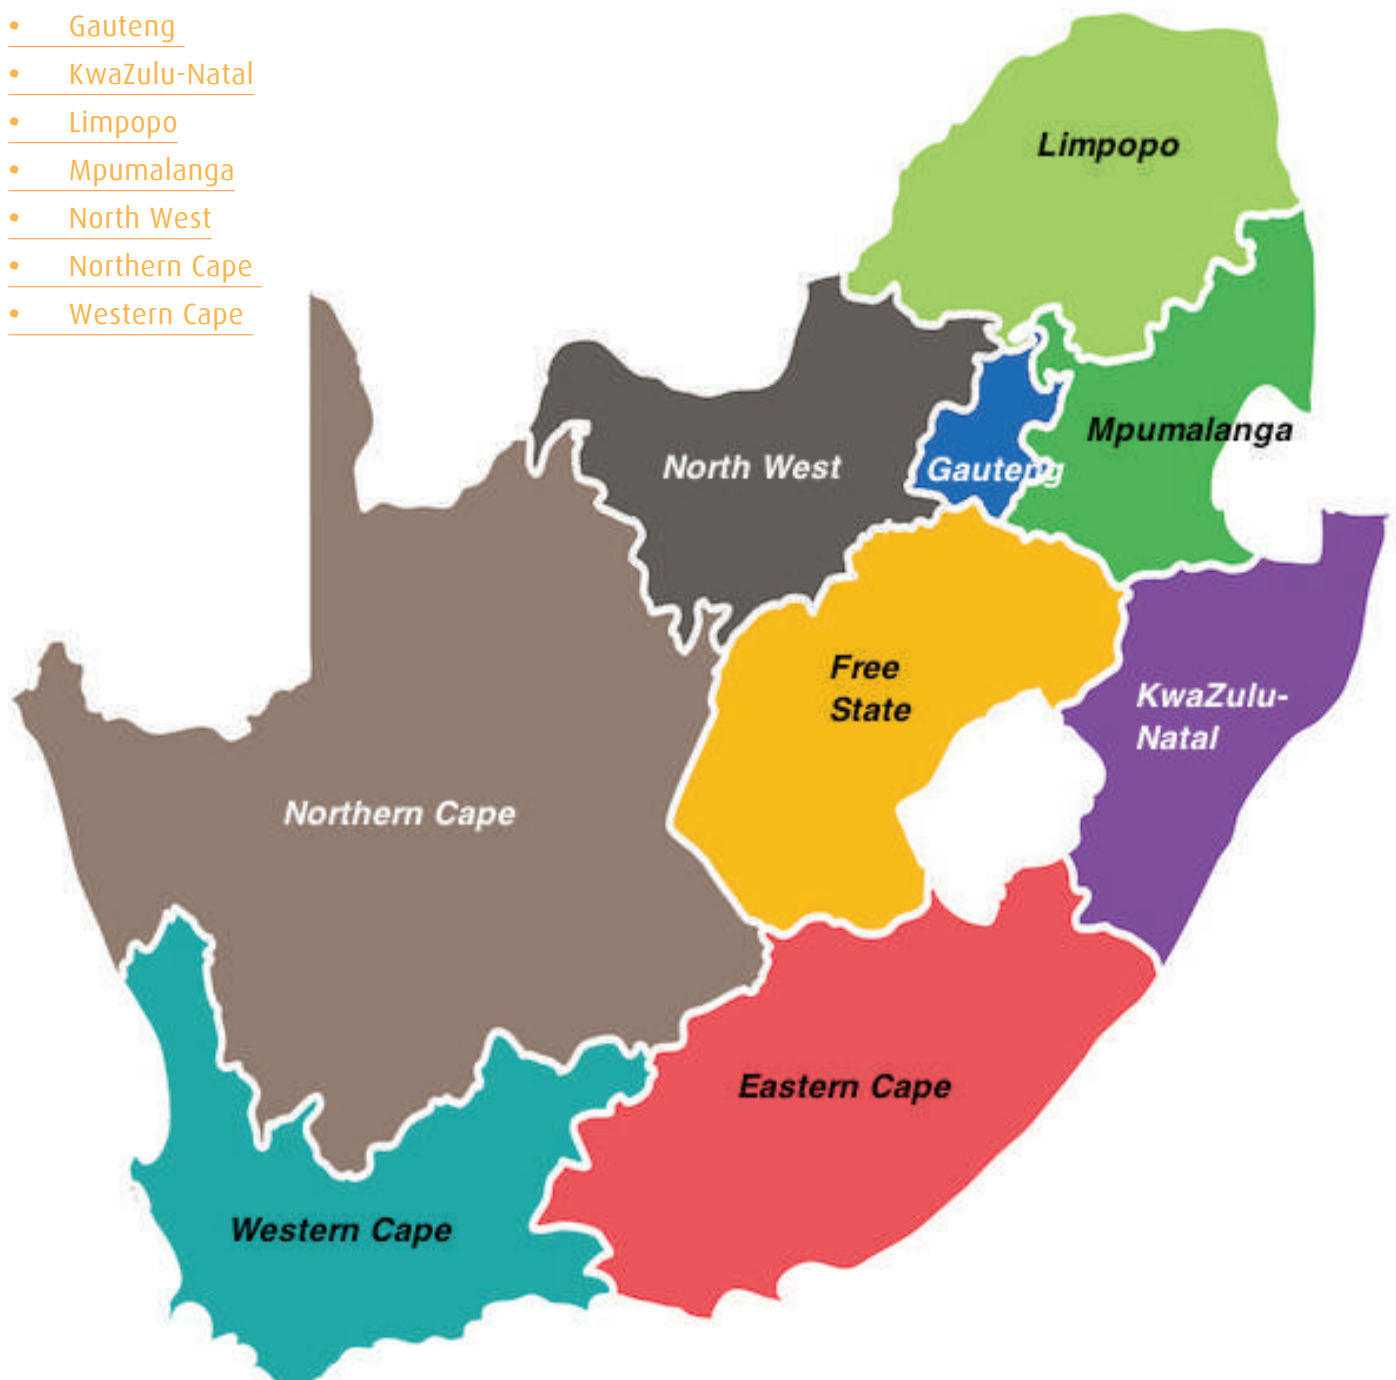 • Gauteng
• KwaZulu-Natal
• Limpopo
• Mpumalanga
• North West
• Northern Cape
• Western Cape
Limpopo
Mpumalanga
North West
Gauteng
Free
State
KwaZulu-
Natal
Northern Cape
Eastern Cape
Western Cape